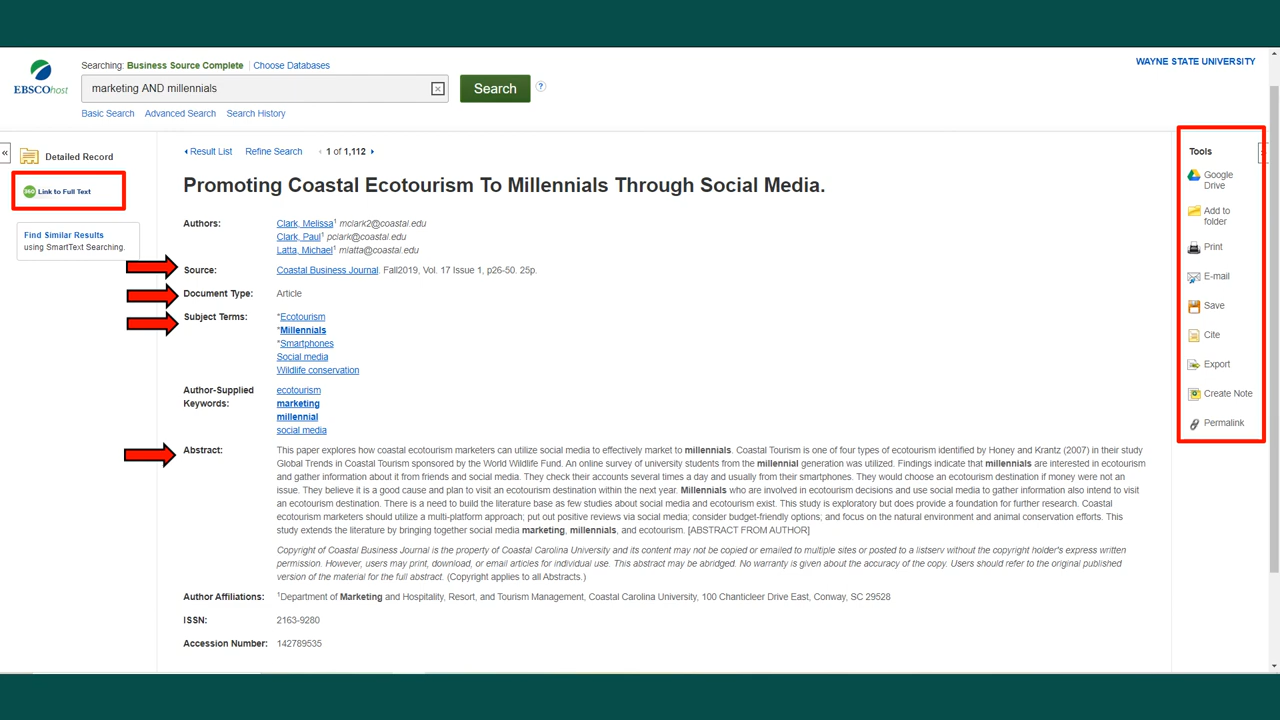 Searching: Business Source Complete | Choose Databases
WAYNE STATE UNIVERSITY
EBSCOhost
marketing AND millennials
Search
?
Basic Search Advanced Search Search History
«
Detailed Record
360 Link to Full Text
Find Similar Results
using SmartText Searching.
Result List Refine Search 1 of 1,112
Promoting Coastal Ecotourism To Millennials Through Social Media.
Authors: Clark, Melissa¹ mclark2@coastal.edu
Clark, Paul¹ pclark@coastal.edu
Latta, Michael¹ mlatta@coastal.edu
Source: Coastal Business Journal. Fall2019, Vol. 17 Issue 1, p26-50. 25p.
Document Type: Article
Subject Terms: *Ecotourism
*Millennials
*Smartphones
Social media
Wildlife conservation
Author-Supplied Keywords: ecotourism
marketing
millennial
social media
Abstract: This paper explores how coastal ecotourism marketers can utilize social media to effectively market to millennials. Coastal Tourism is one of four types of ecotourism identified by Honey and Krantz (2007) in their study
Global Trends in Coastal Tourism sponsored by the World Wildlife Fund. An online survey of university students from the millennial generation was utilized. Findings indicate that millennials are interested in ecotourism
and gather information about it from friends and social media. They check their accounts several times a day and usually from their smartphones. They would choose an ecotourism destination if money were not an
issue. They believe it is a good cause and plan to visit an ecotourism destination within the next year. Millennials who are involved in ecotourism decisions and use social media to gather information also intend to visit
an ecotourism destination. There is a need to build the literature base as few studies about social media and ecotourism exist. This study is exploratory but does provide a foundation for further research. Coastal
ecotourism marketers should utilize a multi-platform approach; put out positive reviews via social media; consider budget-friendly options; and focus on the natural environment and animal conservation efforts. This
study extends the literature by bringing together social media marketing, millennials, and ecotourism. [ABSTRACT FROM AUTHOR]
Copyright of Coastal Business Journal is the property of Coastal Carolina University and its content may not be copied or emailed to multiple sites or posted to a listserv without the copyright holder's express written
permission. However, users may print, download, or email articles for individual use. This abstract may be abridged. No warranty is given about the accuracy of the copy. Users should refer to the original published
version of the material for the full abstract. (Copyright applies to all Abstracts.)
Author Affiliations: ¹Department of Marketing and Hospitality, Resort, and Tourism Management, Coastal Carolina University, 100 Chanticleer Drive East, Conway, SC 29528
ISSN: 2163-9280
Accession Number: 142789535
Tools
Google
Drive
Add to
folder
Print
E-mail
Save
Cite
Export
Create Note
Permalink